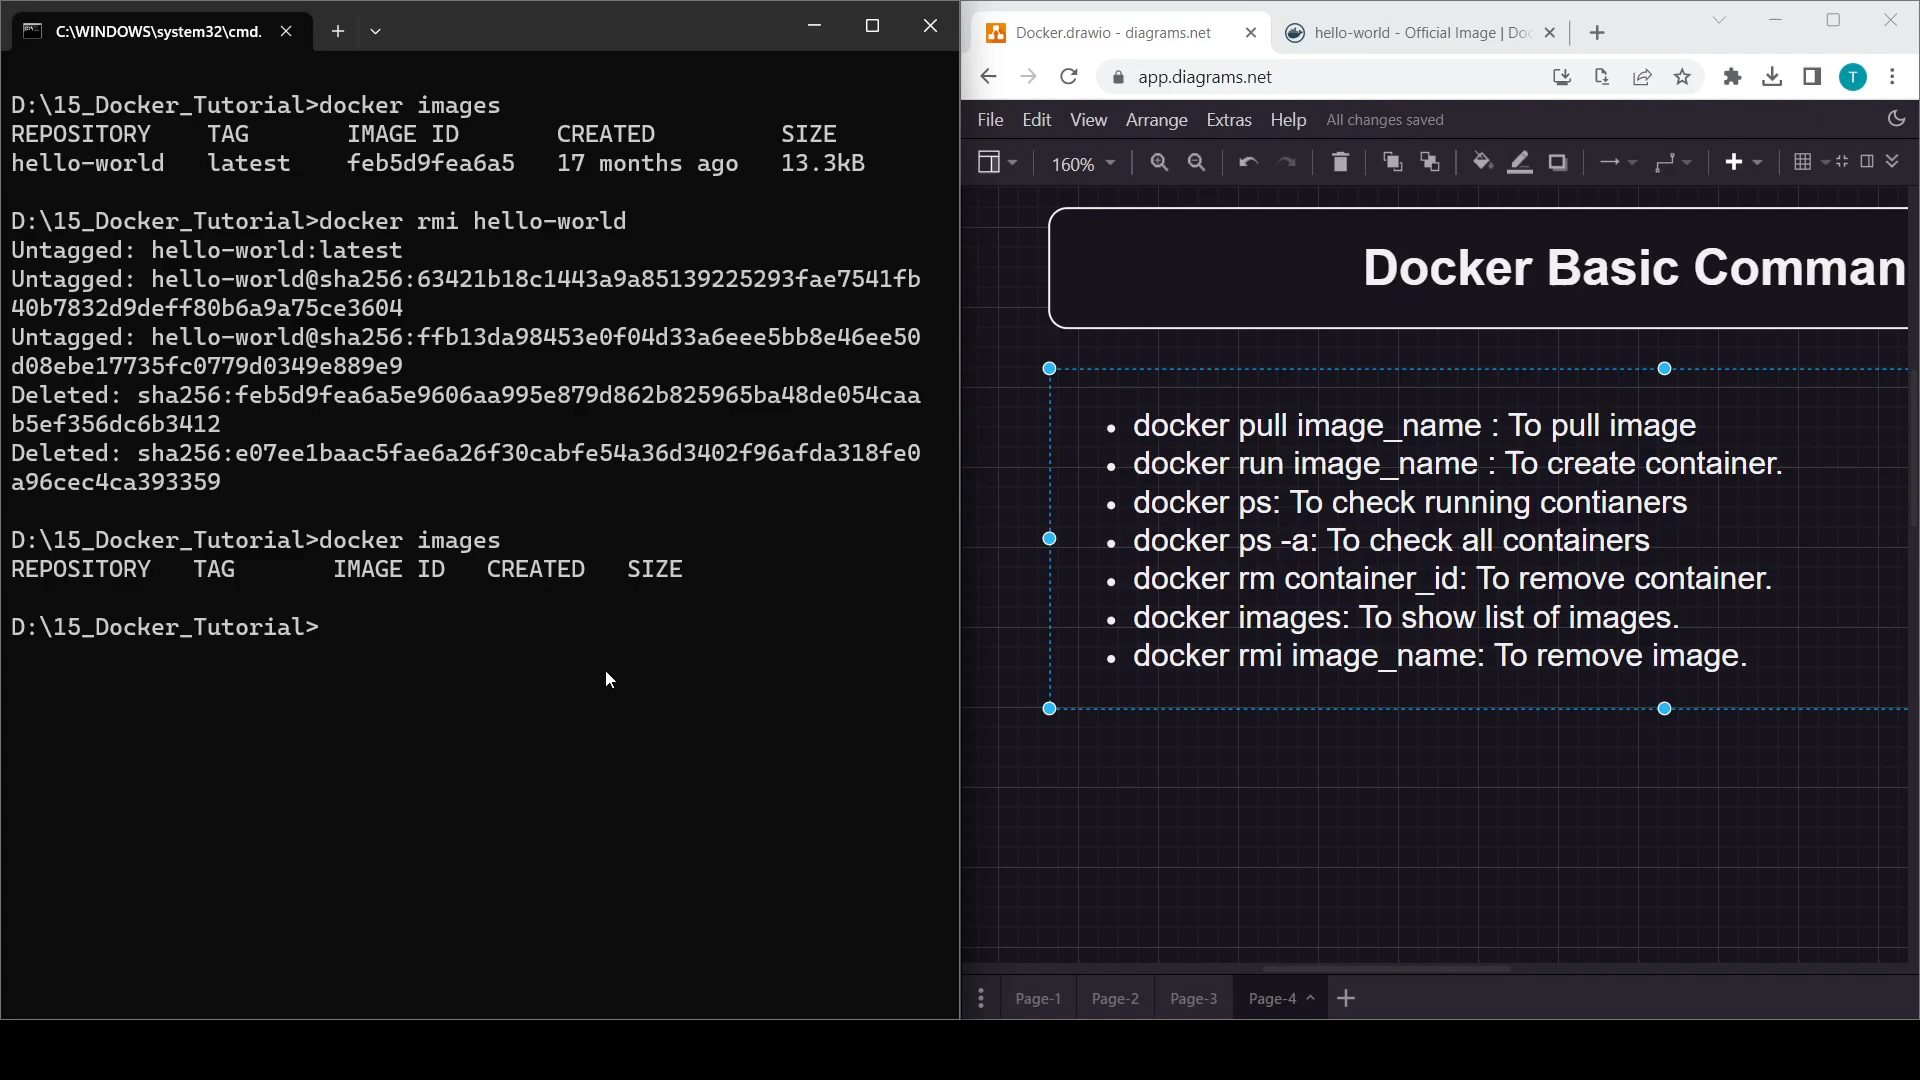 C:\WINDOWS\system32\cmd.
D:\15_Docker_Tutorial>docker images
REPOSITORY TAG IMAGE ID CREATED SIZE
hello-world latest feb5d9fea6a5 17 months ago 13.3kB
D:\15_Docker_Tutorial>docker rmi hello-world
Untagged: hello-world:latest
Untagged: hello-world@sha256:63421b18c1443a9a85139225293fae7541fb
40b7832d9deff80b6a9a75ce3604
Untagged: hello-world@sha256:ffb13da98453e0f04d33a6eee5bb8e46ee50
d08ebe17735fc0779d0349e889e9
Deleted: sha256:feb5d9fea6a5e9606aa995e879d862b825965ba48de054caa
b5ef356dc6b3412
Deleted: sha256:e07ee1baac5fae6a26f30cabfe54a36d3402f96afda318fe0
a96cec4ca393359
D:\15_Docker_Tutorial>docker images
REPOSITORY TAG IMAGE ID CREATED SIZE
D:\15_Docker_Tutorial>
Docker.drawio - diagrams.net
hello-world - Official Image | Doc
app.diagrams.net
T
File Edit View Arrange Extras Help All changes saved
160%
Docker Basic Comman
• docker pull image_name : To pull image
• docker run image_name : To create container.
• docker ps: To check running contianers
• docker ps -a: To check all containers
• docker rm container_id: To remove container.
• docker images: To show list of images.
• docker rmi image_name: To remove image.
Page-1 Page-2 Page-3 Page-4